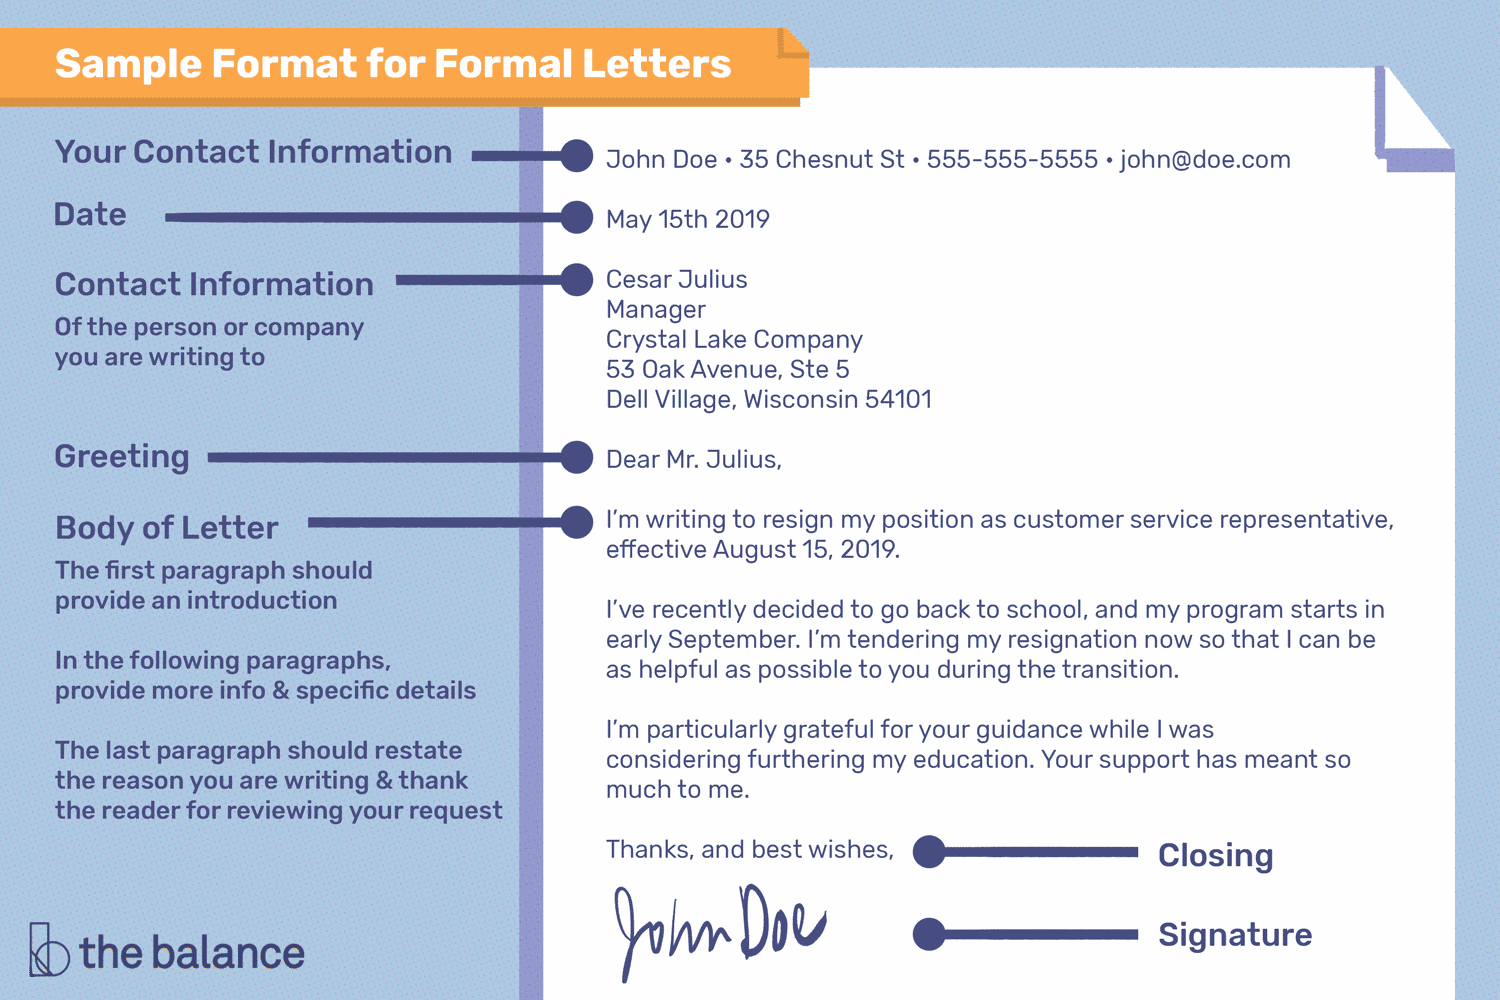 Sample Format for Formal Letters
Your Contact Information
John Doe • 35 Chesnut St • 555-555-5555 • john@doe.com
Date
May 15th 2019
Contact Information
Of the person or company
you are writing to
Cesar Julius
Manager
Crystal Lake Company
53 Oak Avenue, Ste 5
Dell Village, Wisconsin 54101
Greeting
Dear Mr. Julius,
Body of Letter
The first paragraph should
provide an introduction
In the following paragraphs,
provide more info & specific details
The last paragraph should restate
the reason you are writing & thank
the reader for reviewing your request
I’m writing to resign my position as customer service representative,
effective August 15, 2019.
I’ve recently decided to go back to school, and my program starts in
early September. I’m tendering my resignation now so that I can be
as helpful as possible to you during the transition.
I’m particularly grateful for your guidance while I was
considering furthering my education. Your support has meant so
much to me.
Thanks, and best wishes,
Closing
John Doe
Signature
the balance